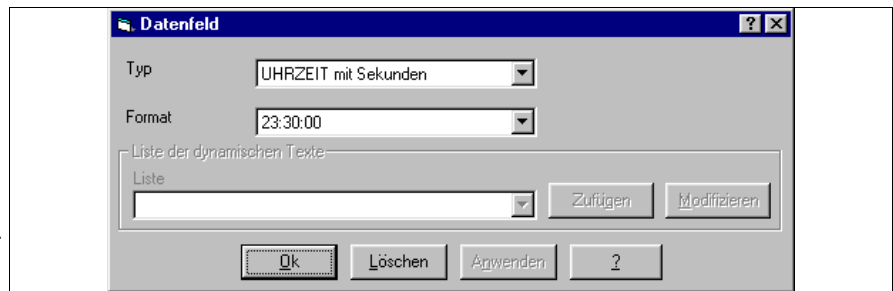 Datenfeld
Typ UHRZEIT mit Sekunden
Format 23:30:00
Liste der dynamischen Texte
Liste
Zufügen Modifizieren
Ok Löschen Anwenden ?